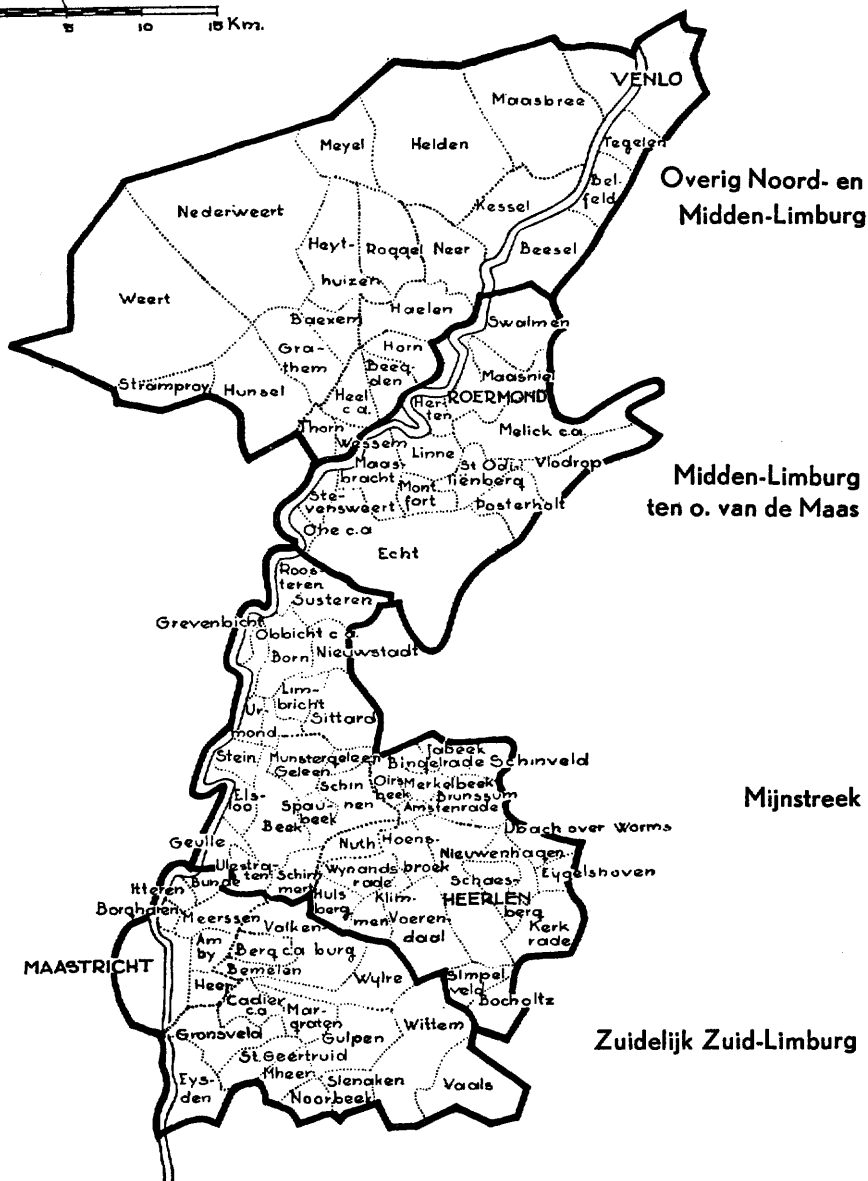 5 10 15 Km.
VENLO
Maasbree
Meyel
Helden
Tegelen
Overig Noord- en
Midden-Limburg
Bel-
feld
Kessel
Nederweert
Heyt-
huizen
Roggel
Neer
Beesel
Weert
Haelen
Baexem
Swalmen
Horn
Gra-
them
Beeg
den
Maasniel
Stramproy
Hunsel
Heel
c.a.
Her-
ten
ROERMOND
Thorn
Wessem
Melick c.a.
Linne
Maas
bracht
St Odi-
liënberg
Vlodrop
Midden-Limburg
ten o. van de Maas
Mont
fort
Ste-
vensweert
Posterholt
Ohe c.a
Echt
Roos-
teren
Susteren
Grevenbicht
Obbicht c.a.
Born
Nieuwstadt
Lim-
bricht
Ur-
mond
Sittard
Jabeek
Stein
Munstergeleen
Geleen
Bingelrade
Schinveld
Schin
nen
Oirs
beek
Merkelbeek
Brunssum
Amstenrade
Mijnstreek
Els-
loo
Spau-
beek
Beek
Ubach over Worms
Geulle
Nuth
Hoens-
broek
Nieuwenhagen
Eygelshoven
Ulestra-
ten
Schim
mert
Wynands
rade
Schaes-
berg
HEERLEN
Itteren
Bunde
Borgharen
Huls
berg
Klim-
men
Voeren-
daal
Kerk
rade
Meerssen
Valken-
burg
Am
by
Berg c.a
MAASTRICHT
Bemelen
Heer
Wylre
Simpel
veld
Bocholtz
Cadier
c.a.
Mar-
graten
Wittem
Gronsveld
Gulpen
Zuidelijk Zuid-Limburg
St. Geertruid
Mheer
Eys-
den
Slenaken
Noorbeek
Vaals